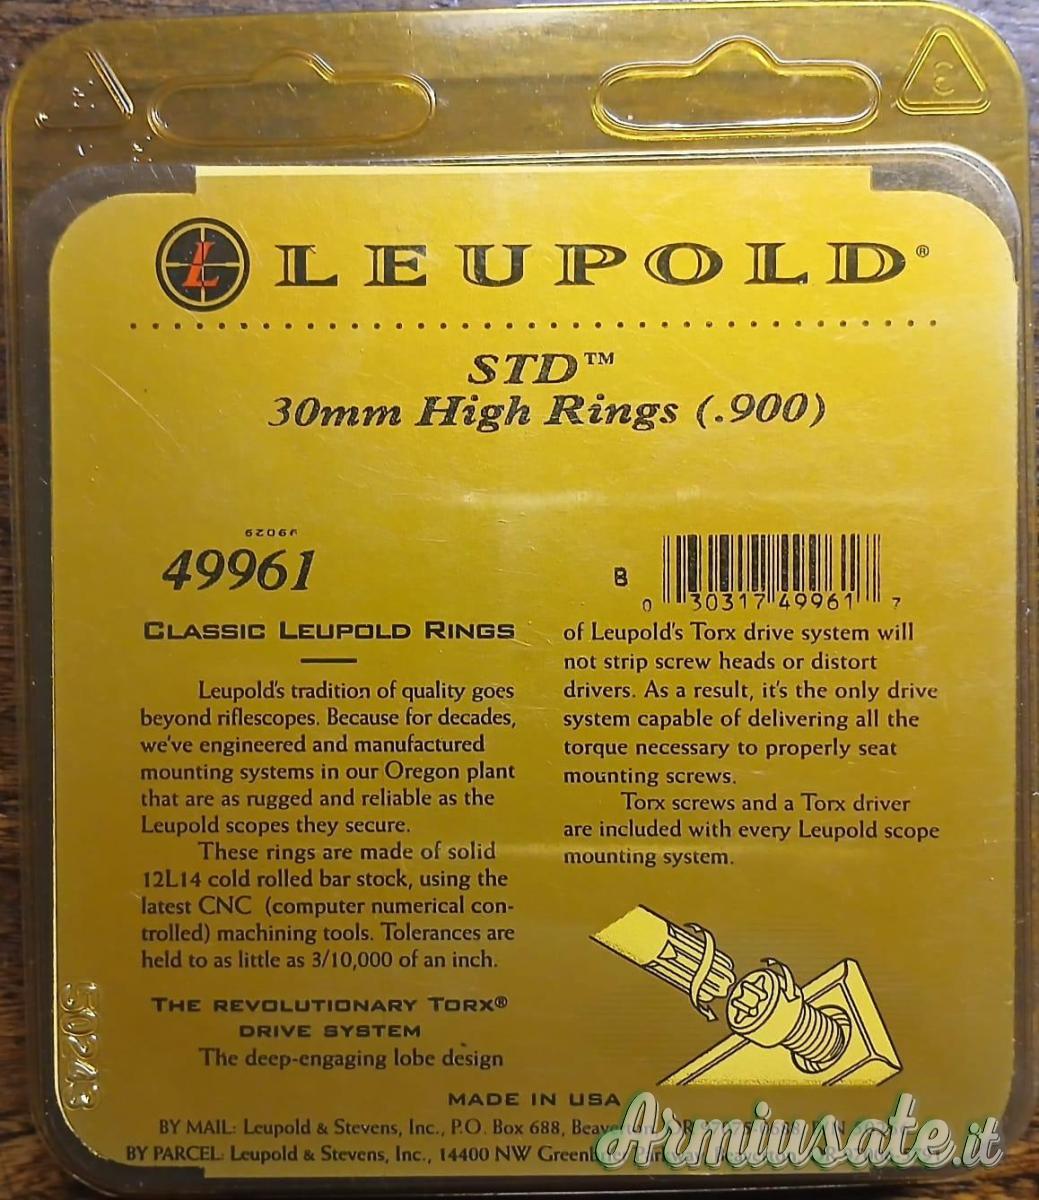 L LEUPOLD®
STD™
30mm High Rings (.900)
49961
B
0 30317 49961 7
CLASSIC LEUPOLD RINGS
Leupold's tradition of quality goes
beyond riflescopes. Because for decades,
we've engineered and manufactured
mounting systems in our Oregon plant
that are as rugged and reliable as the
Leupold scopes they secure.
These rings are made of solid
12L14 cold rolled bar stock, using the
latest CNC (computer numerical con-
trolled) machining tools. Tolerances are
held to as little as 3/10,000 of an inch.
THE REVOLUTIONARY TORX®
DRIVE SYSTEM
The deep-engaging lobe design
of Leupold's Torx drive system will
not strip screw heads or distort
drivers. As a result, it's the only drive
system capable of delivering all the
torque necessary to properly seat
mounting screws.
Torx screws and a Torx driver
are included with every Leupold scope
mounting system.
50243
MADE IN USA
BY MAIL: Leupold & Stevens, Inc., P.O. Box 688,
BY PARCEL: Leupold & Stevens, Inc., 14400 NW
Armiusate.it
3